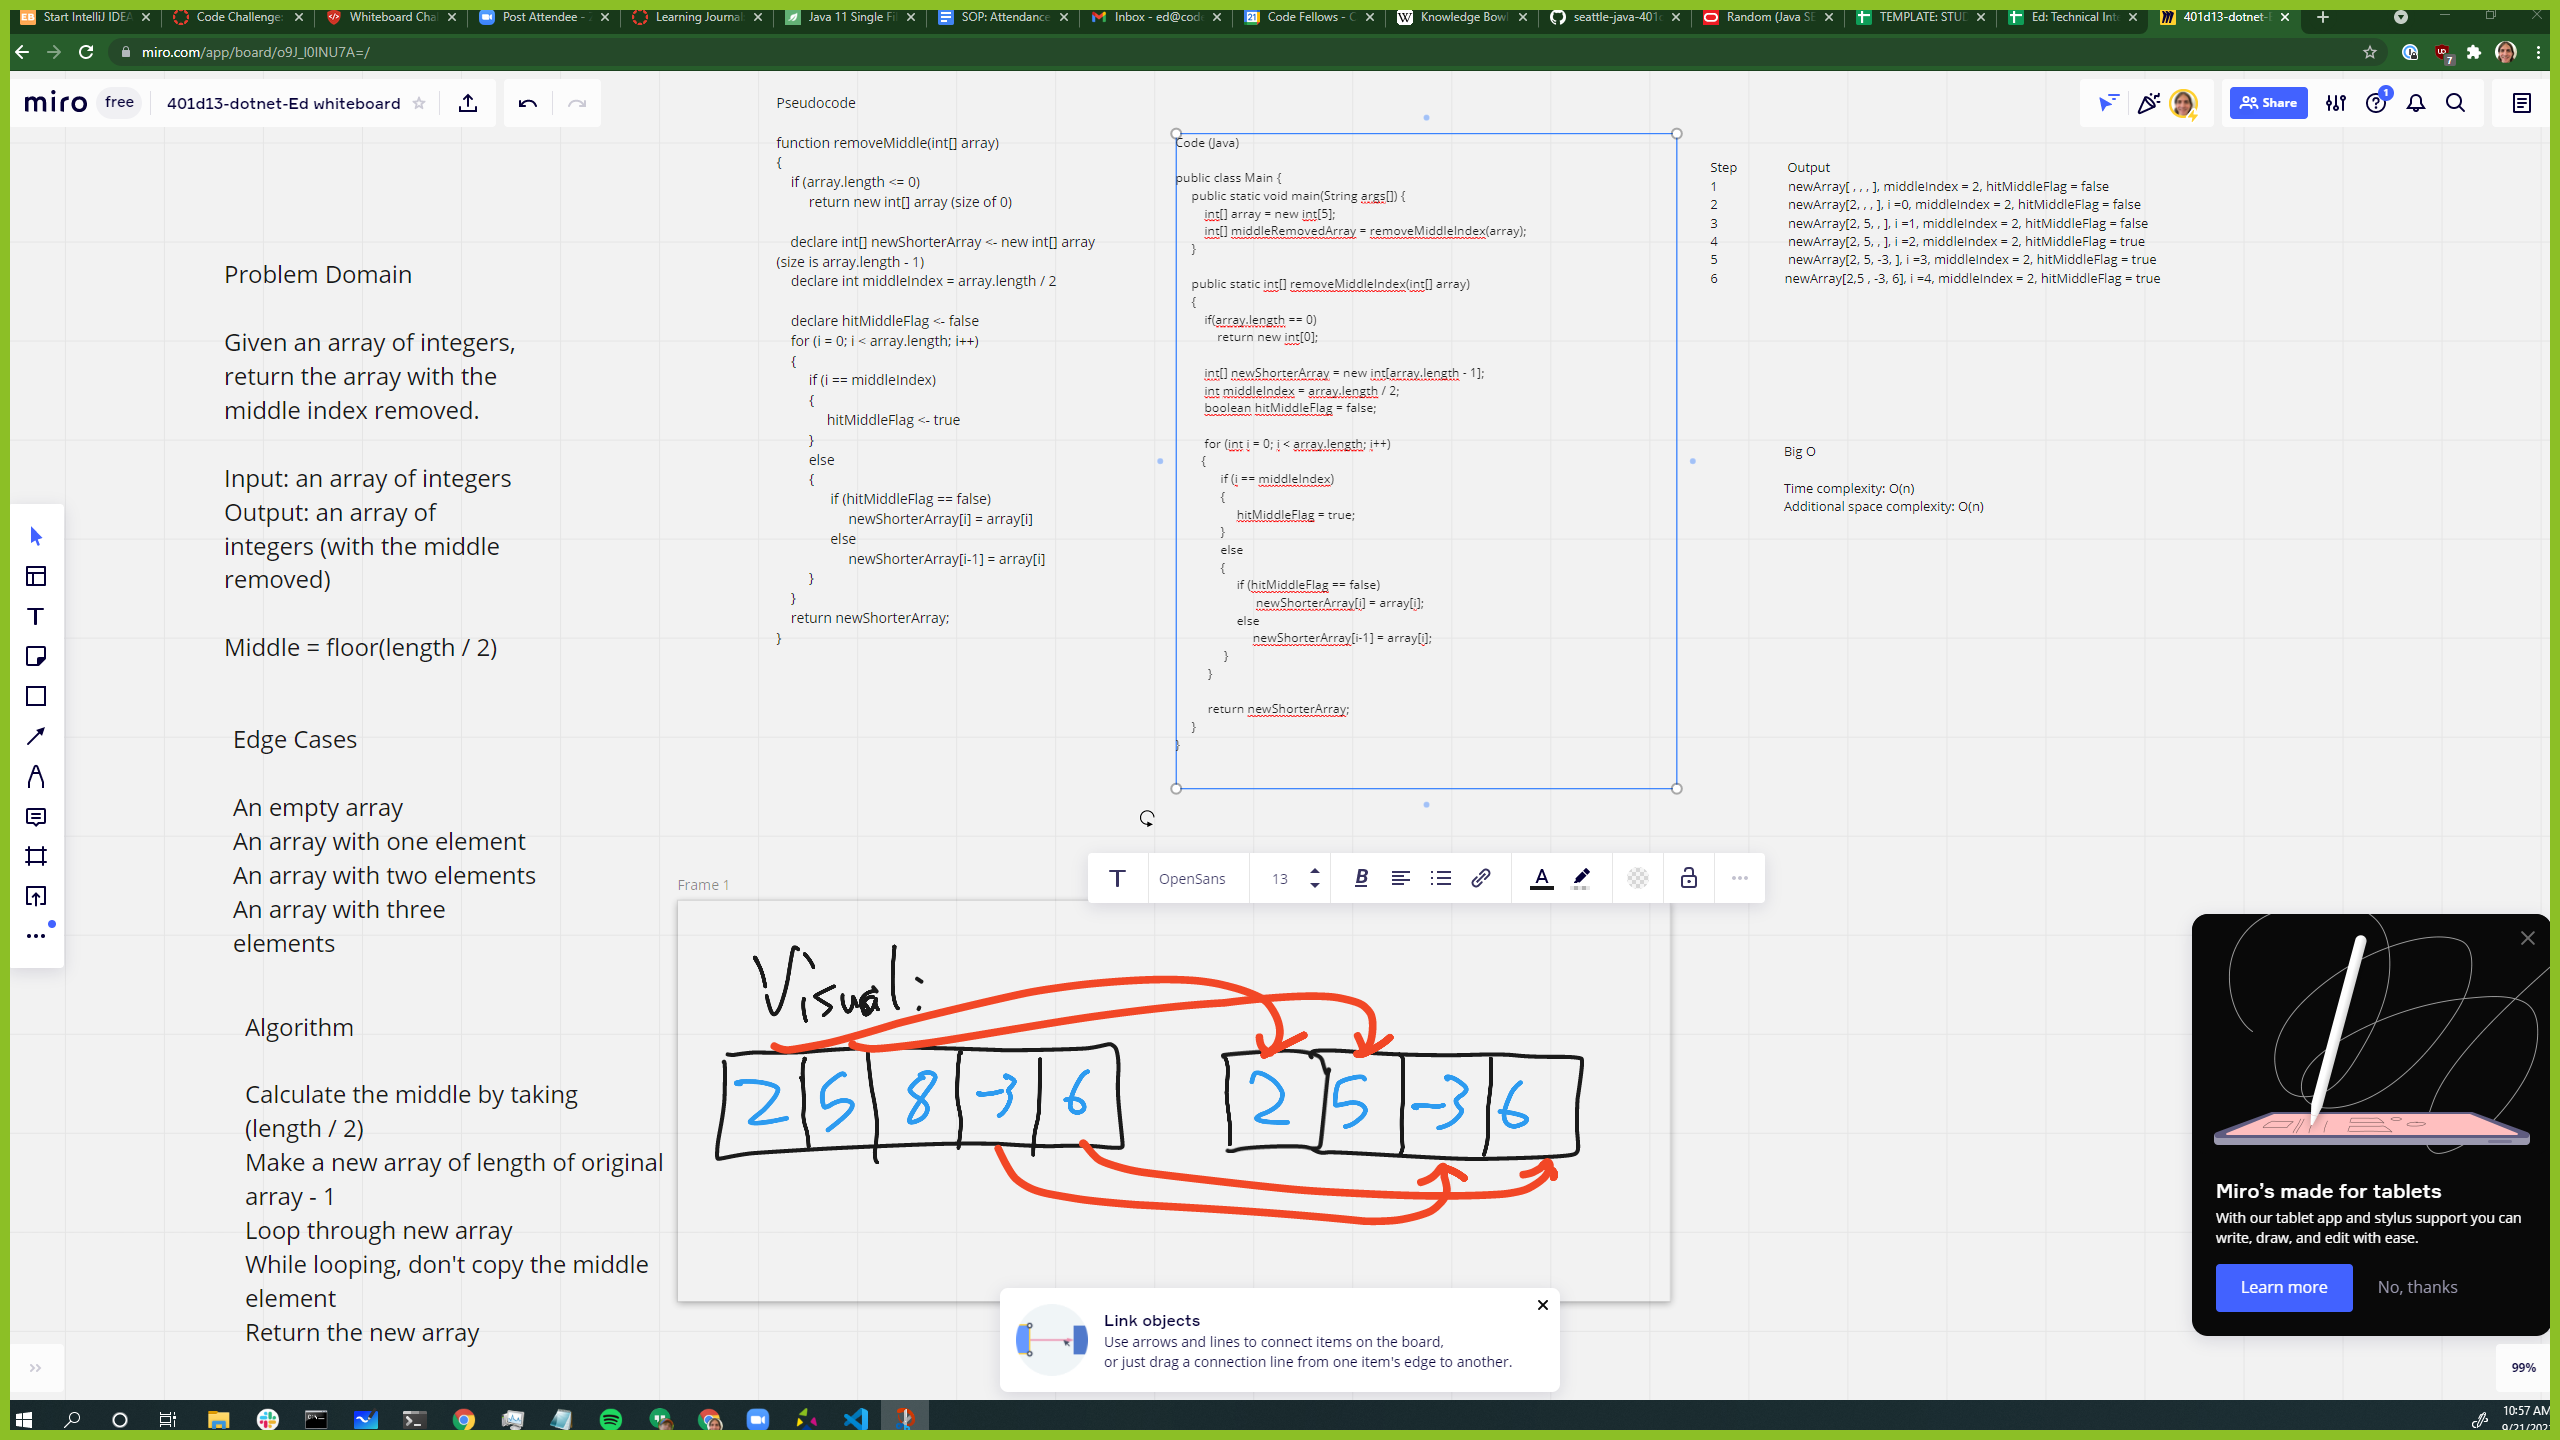 Start IntelliJ IDEA
Code Challenge:
Whiteboard Cha
Post Attendee -
Learning Journal
Java 11 Single Fi
SOP: Attendance
Inbox - ed@code
Code Fellows - C
Knowledge Bowl
seattle-java-401d
Random (Java SE
TEMPLATE: STUD
Ed: Technical Int
401d13-dotnet-
miro.com/app/board/o9J_l0lNU7A=/
miro
free
401d13-dotnet-Ed whiteboard
Share
1
Problem Domain
Given an array of integers,
return the array with the
middle index removed.
Input: an array of integers
Output: an array of
integers (with the middle
removed)
Middle = floor(length / 2)
Edge Cases
An empty array
An array with one element
An array with two elements
An array with three
elements
Algorithm
Calculate the middle by taking
(length / 2)
Make a new array of length of original
array - 1
Loop through new array
While looping, don't copy the middle
element
Return the new array
Pseudocode
function removeMiddle(int[] array)
{
if (array.length <= 0)
return new int[] array (size of 0)
declare int[] newShorterArray <- new int[] array
(size is array.length - 1)
declare int middleIndex = array.length / 2
declare hitMiddleFlag <- false
for (i = 0; i < array.length; i++)
{
if (i == middleIndex)
{
hitMiddleFlag <- true
}
else
{
if (hitMiddleFlag == false)
newShorterArray[i] = array[i]
else
newShorterArray[i-1] = array[i]
}
}
return newShorterArray;
}
Code (Java)
public class Main {
public static void main(String args[]) {
int[] array = new int[5];
int[] middleRemovedArray = removeMiddleIndex(array);
}
public static int[] removeMiddleIndex(int[] array)
{
if(array.length == 0)
return new int[0];
int[] newShorterArray = new int[array.length - 1];
int middleIndex = array.length / 2;
boolean hitMiddleFlag = false;
for (int i = 0; i < array.length; i++)
{
if (i == middleIndex)
{
hitMiddleFlag = true;
}
else
{
if (hitMiddleFlag == false)
newShorterArray[i] = array[i];
else
newShorterArray[i-1] = array[i];
}
}
return newShorterArray;
}
}
Step Output
1 newArray[ , , , ], middleIndex = 2, hitMiddleFlag = false
2 newArray[2, , , ], i =0, middleIndex = 2, hitMiddleFlag = false
3 newArray[2, 5, , ], i =1, middleIndex = 2, hitMiddleFlag = false
4 newArray[2, 5, , ], i =2, middleIndex = 2, hitMiddleFlag = true
5 newArray[2, 5, -3, ], i =3, middleIndex = 2, hitMiddleFlag = true
6 newArray[2,5 , -3, 6], i =4, middleIndex = 2, hitMiddleFlag = true
Big O
Time complexity: O(n)
Additional space complexity: O(n)
OpenSans
13
Frame 1
Visual:
2 5 8 -3 6
2 5 -3 6
Link objects
Use arrows and lines to connect items on the board,
or just drag a connection line from one item's edge to another.
Miro's made for tablets
With our tablet app and stylus support you can
write, draw, and edit with ease.
Learn more
No, thanks
99%
10:57 AM